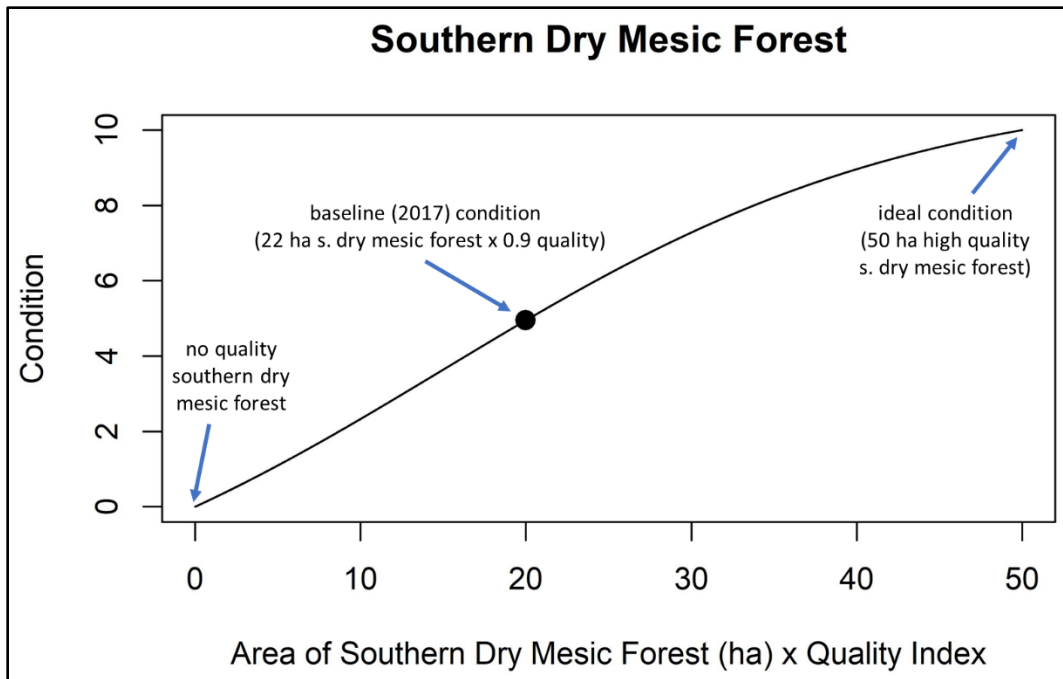 Southern Dry Mesic Forest
Condition
10
8
6
4
2
0
baseline (2017) condition
(22 ha s. dry mesic forest x 0.9 quality)
ideal condition
(50 ha high quality
s. dry mesic forest)
no quality
southern dry
mesic forest
0 10 20 30 40 50
Area of Southern Dry Mesic Forest (ha) x Quality Index